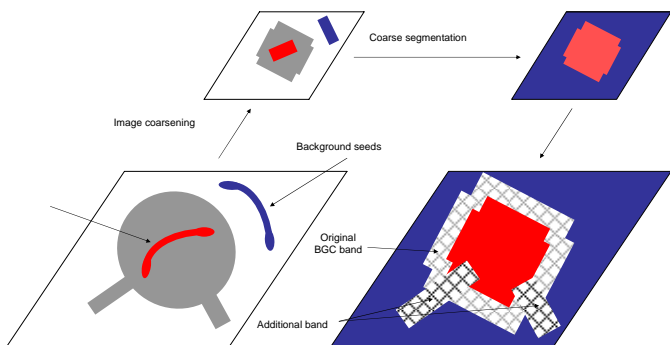 Coarse segmentation
Image coarsening
Background seeds
Original
BGC band
Additional band